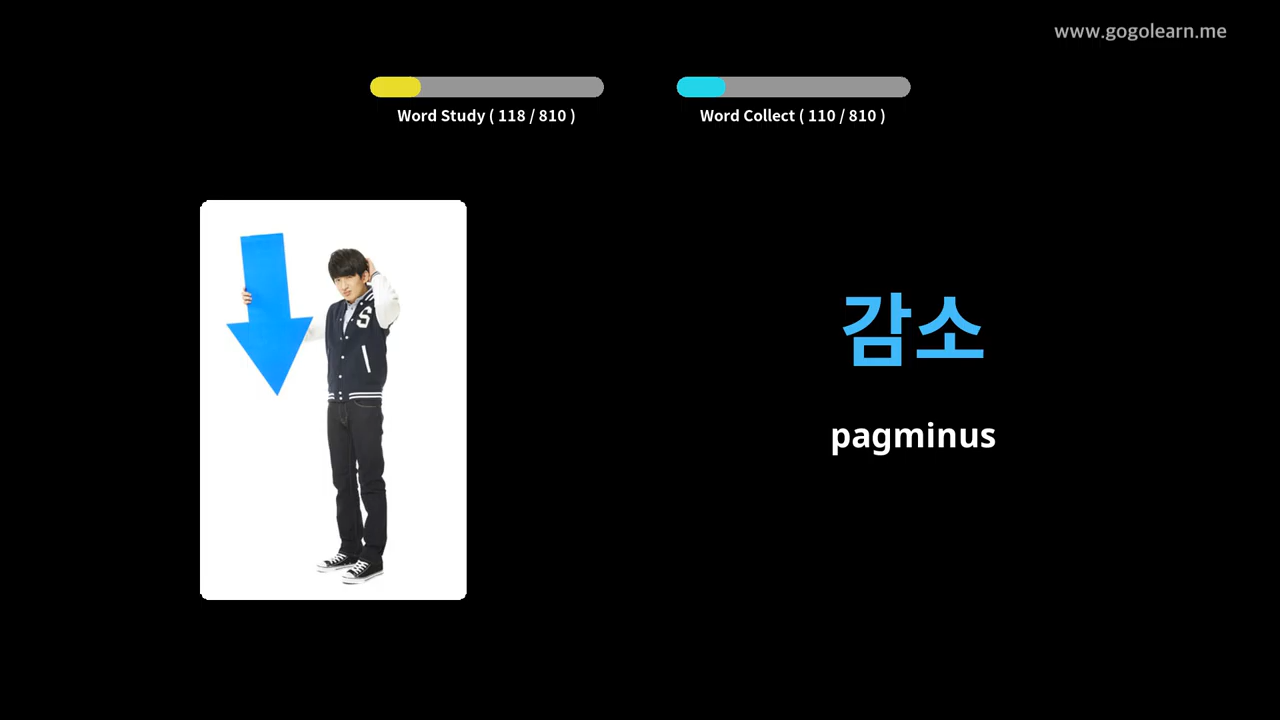 www.gogolearn.me
Word Study ( 118 / 810 )
Word Collect ( 110 / 810 )
S
감소
pagminus